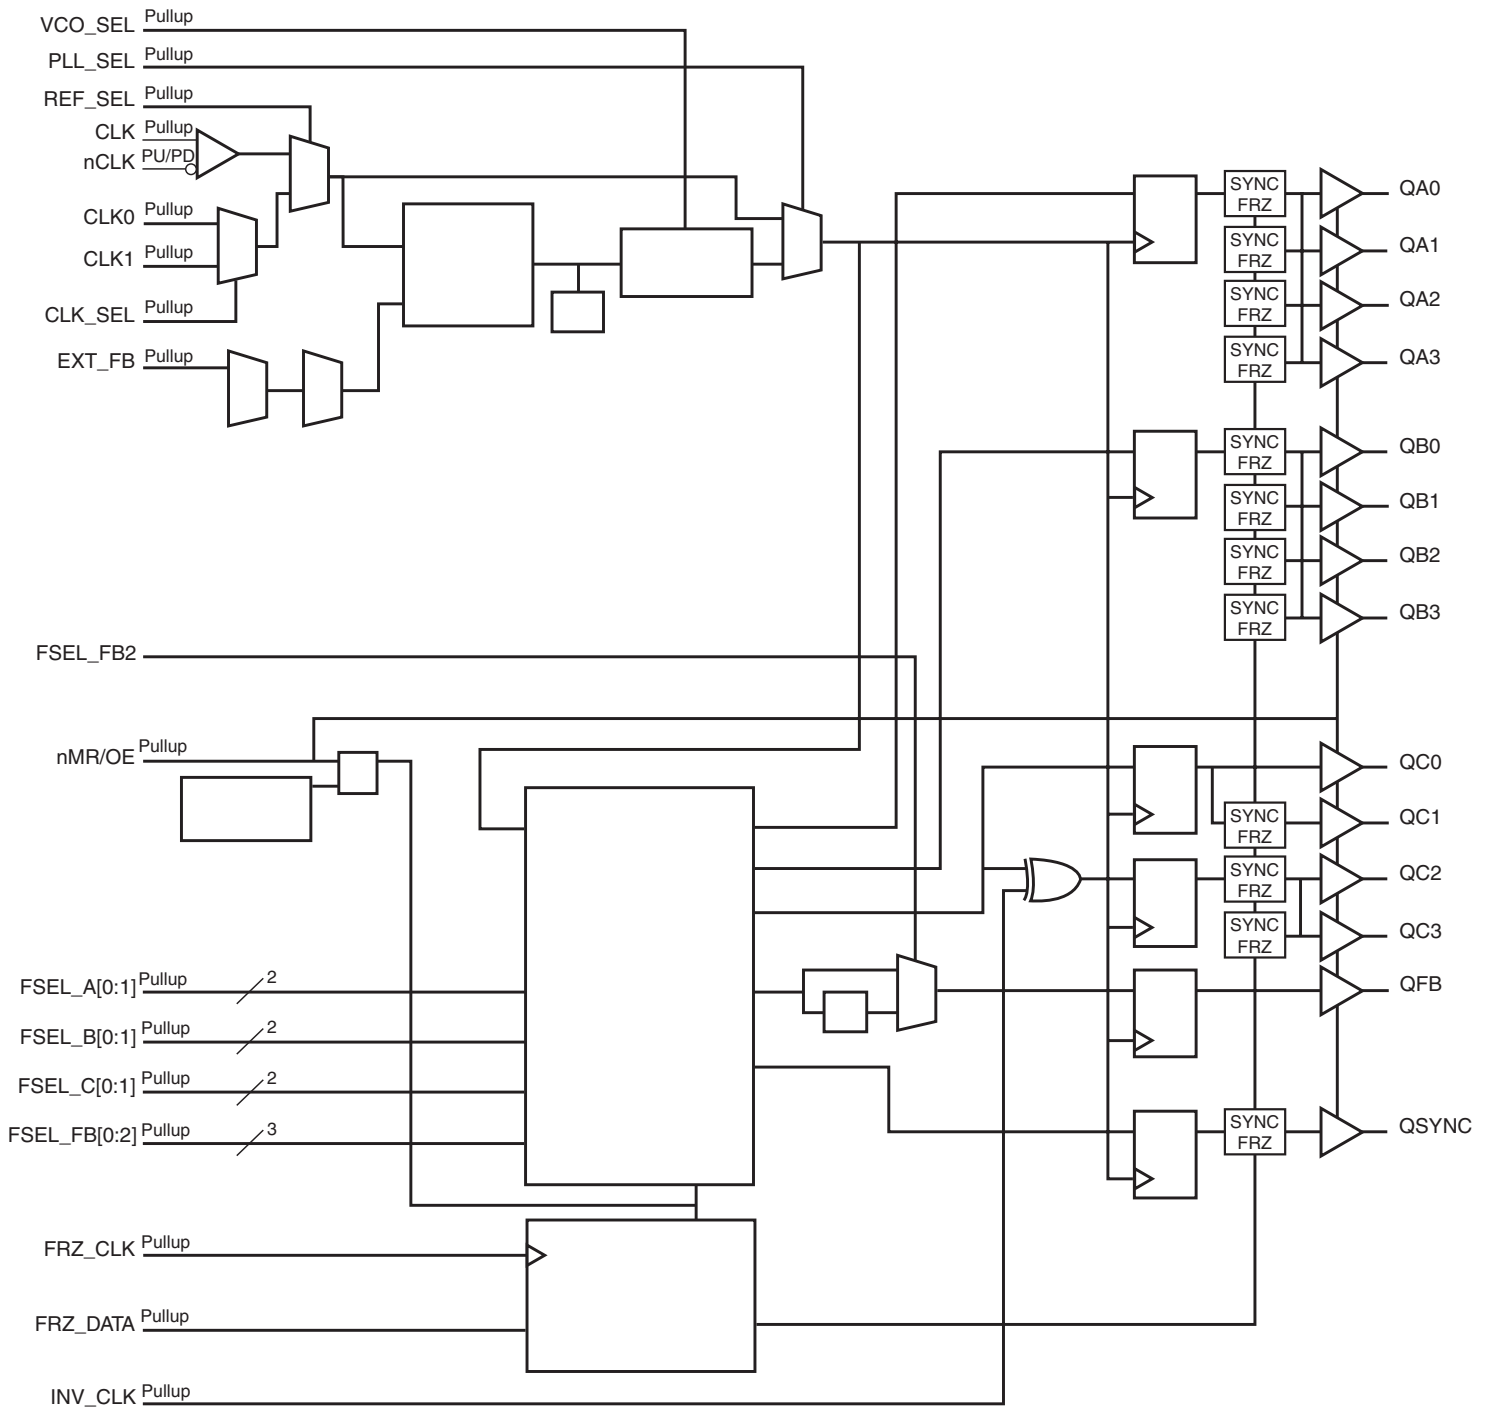 VCO_SEL Pullup
PLL_SEL Pullup
REF_SEL Pullup
CLK Pullup
nCLK PU/PD
CLK0 Pullup
CLK1 Pullup
CLK_SEL Pullup
EXT_FB Pullup
SYNC
FRZ
QA0
SYNC
FRZ
QA1
SYNC
FRZ
QA2
SYNC
FRZ
QA3
SYNC
FRZ
QB0
SYNC
FRZ
QB1
SYNC
FRZ
QB2
SYNC
FRZ
QB3
FSEL_FB2
nMR/OE Pullup
QC0
SYNC
FRZ
QC1
SYNC
FRZ
QC2
SYNC
FRZ
QC3
QFB
FSEL_A[0:1] Pullup 2
FSEL_B[0:1] Pullup 2
FSEL_C[0:1] Pullup 2
FSEL_FB[0:2] Pullup 3
SYNC
FRZ
QSYNC
FRZ_CLK Pullup
FRZ_DATA Pullup
INV_CLK Pullup